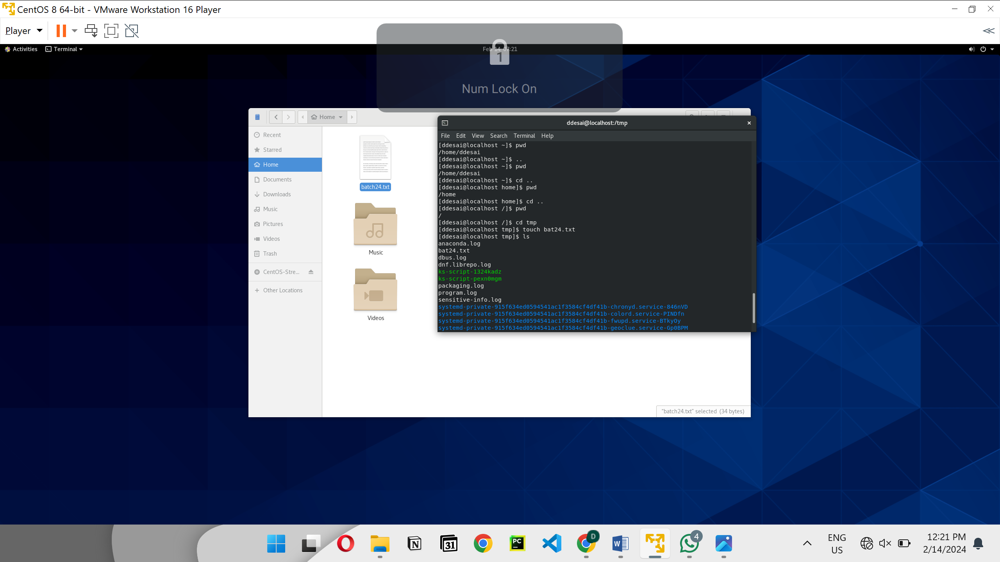 CentOS 8 64-bit - VMware Workstation 16 Player
Player
Activities
Terminal
Feb 14 07:21
1
Num Lock On
Home
Recent
Starred
Home
Documents
Downloads
Music
Pictures
Videos
Trash
CentOS-Stre...
Other Locations
batch24.txt
Music
Videos
"batch24.txt" selected (34 bytes)
ddesai@localhost:/tmp
File Edit View Search Terminal Help
[ddesai@localhost ~]$ pwd
/home/ddesai
[ddesai@localhost ~]$ ..
[ddesai@localhost ~]$ pwd
/home/ddesai
[ddesai@localhost ~]$ cd ..
[ddesai@localhost home]$ pwd
/home
[ddesai@localhost home]$ cd ..
[ddesai@localhost /]$ pwd
/
[ddesai@localhost /]$ cd tmp
[ddesai@localhost tmp]$ touch bat24.txt
[ddesai@localhost tmp]$ ls
anaconda.log
bat24.txt
dbus.log
dnf.librepo.log
ks-script-1324kadz
ks-script-pexn0mgm
packaging.log
program.log
sensitive-info.log
systemd-private-915f634ed0594541ac1f3584cf4df41b-chronyd.service-846nVD
systemd-private-915f634ed0594541ac1f3584cf4df41b-colord.service-PINDfn
systemd-private-915f634ed0594541ac1f3584cf4df41b-fwupd.service-BTkyOy
systemd-private-915f634ed0594541ac1f3584cf4df41b-geoclue.service-Gp0BPM
N
31
PC
D
W
4
ENG
US
12:21 PM
2/14/2024